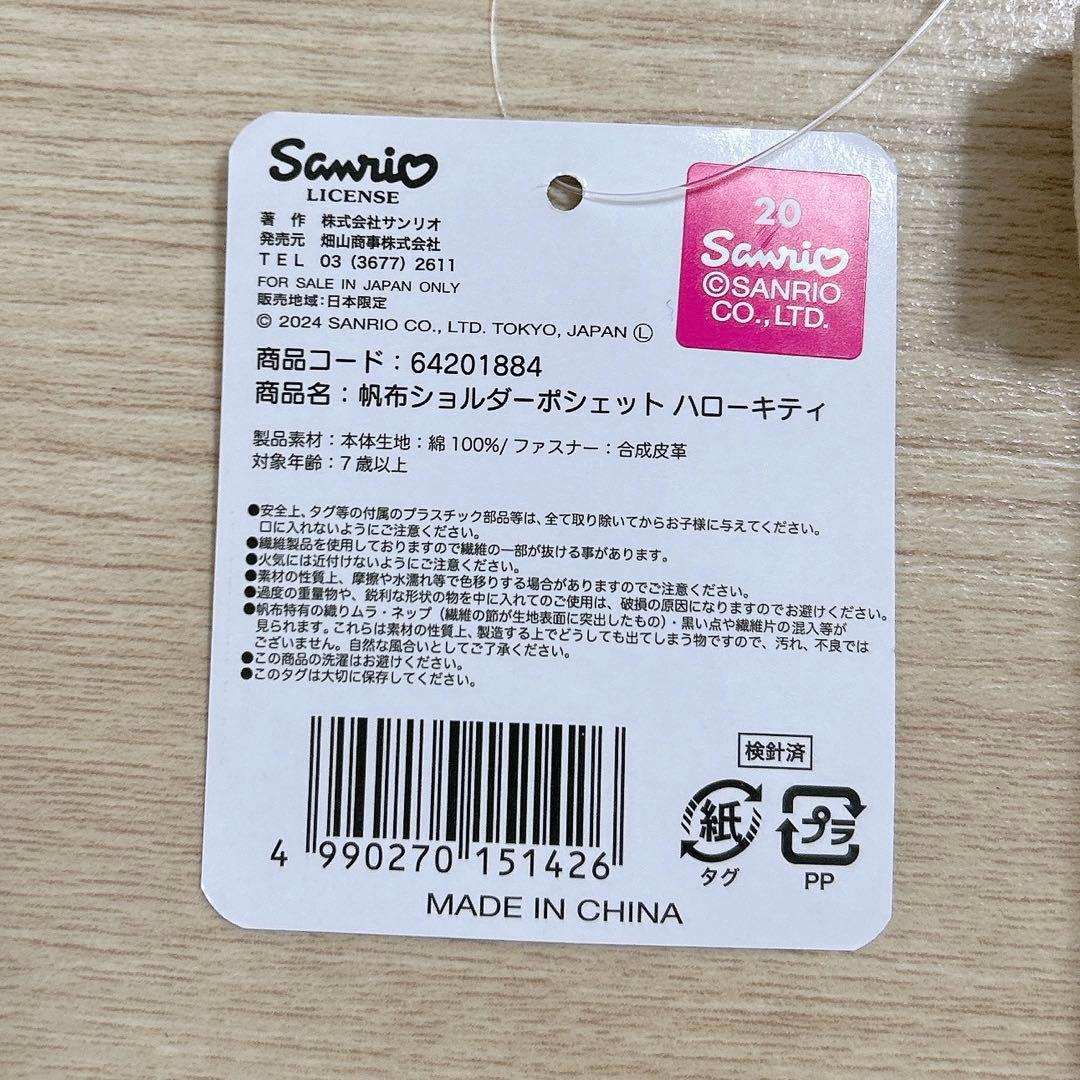 Sanrio
LICENSE
著 作 株式会社サンリオ
発売元 畑山商事株式会社
TEL 03 (3677) 2611
FOR SALE IN JAPAN ONLY
販売地域:日本限定
© 2024 SANRIO CO., LTD. TOKYO, JAPAN Ⓛ
20
Sanrio
©SANRIO
CO.,LTD.
商品コード:64201884
商品名:帆布ショルダーポシェット ハローキティ
製品素材:本体生地:綿 100%/ ファスナー:合成皮革
対象年齢:7歳以上
●安全上、タグ等の付属のプラスチック部品等は、全て取り除いてからお子様に与えてください。
口に入れないようにご注意ください。
●繊維製品を使用しておりますので繊維の一部が抜ける事があります。
●火気には近付けないようにご注意ください。
●素材の性質上、摩擦や水濡れ等で色移りする場合がありますのでご注意ください。
●過度の重量物や、鋭利な形状の物を中に入れてのご使用は、破損の原因になりますのでお避けください。
●帆布特有の織りムラ・ネップ（繊維の節が生地表面に突出したもの）・黒い点や繊維片の混入等が
見られます。これらは素材の性質上、製造する上でどうしても出てしまう物ですので、汚れ、不良では
ございません。自然な風合いとしてご了承ください。
●この商品の洗濯はお避けください。
●このタグは大切に保存してください。
検針済
紙
タグ
プラ
PP
4 990270 151426
MADE IN CHINA